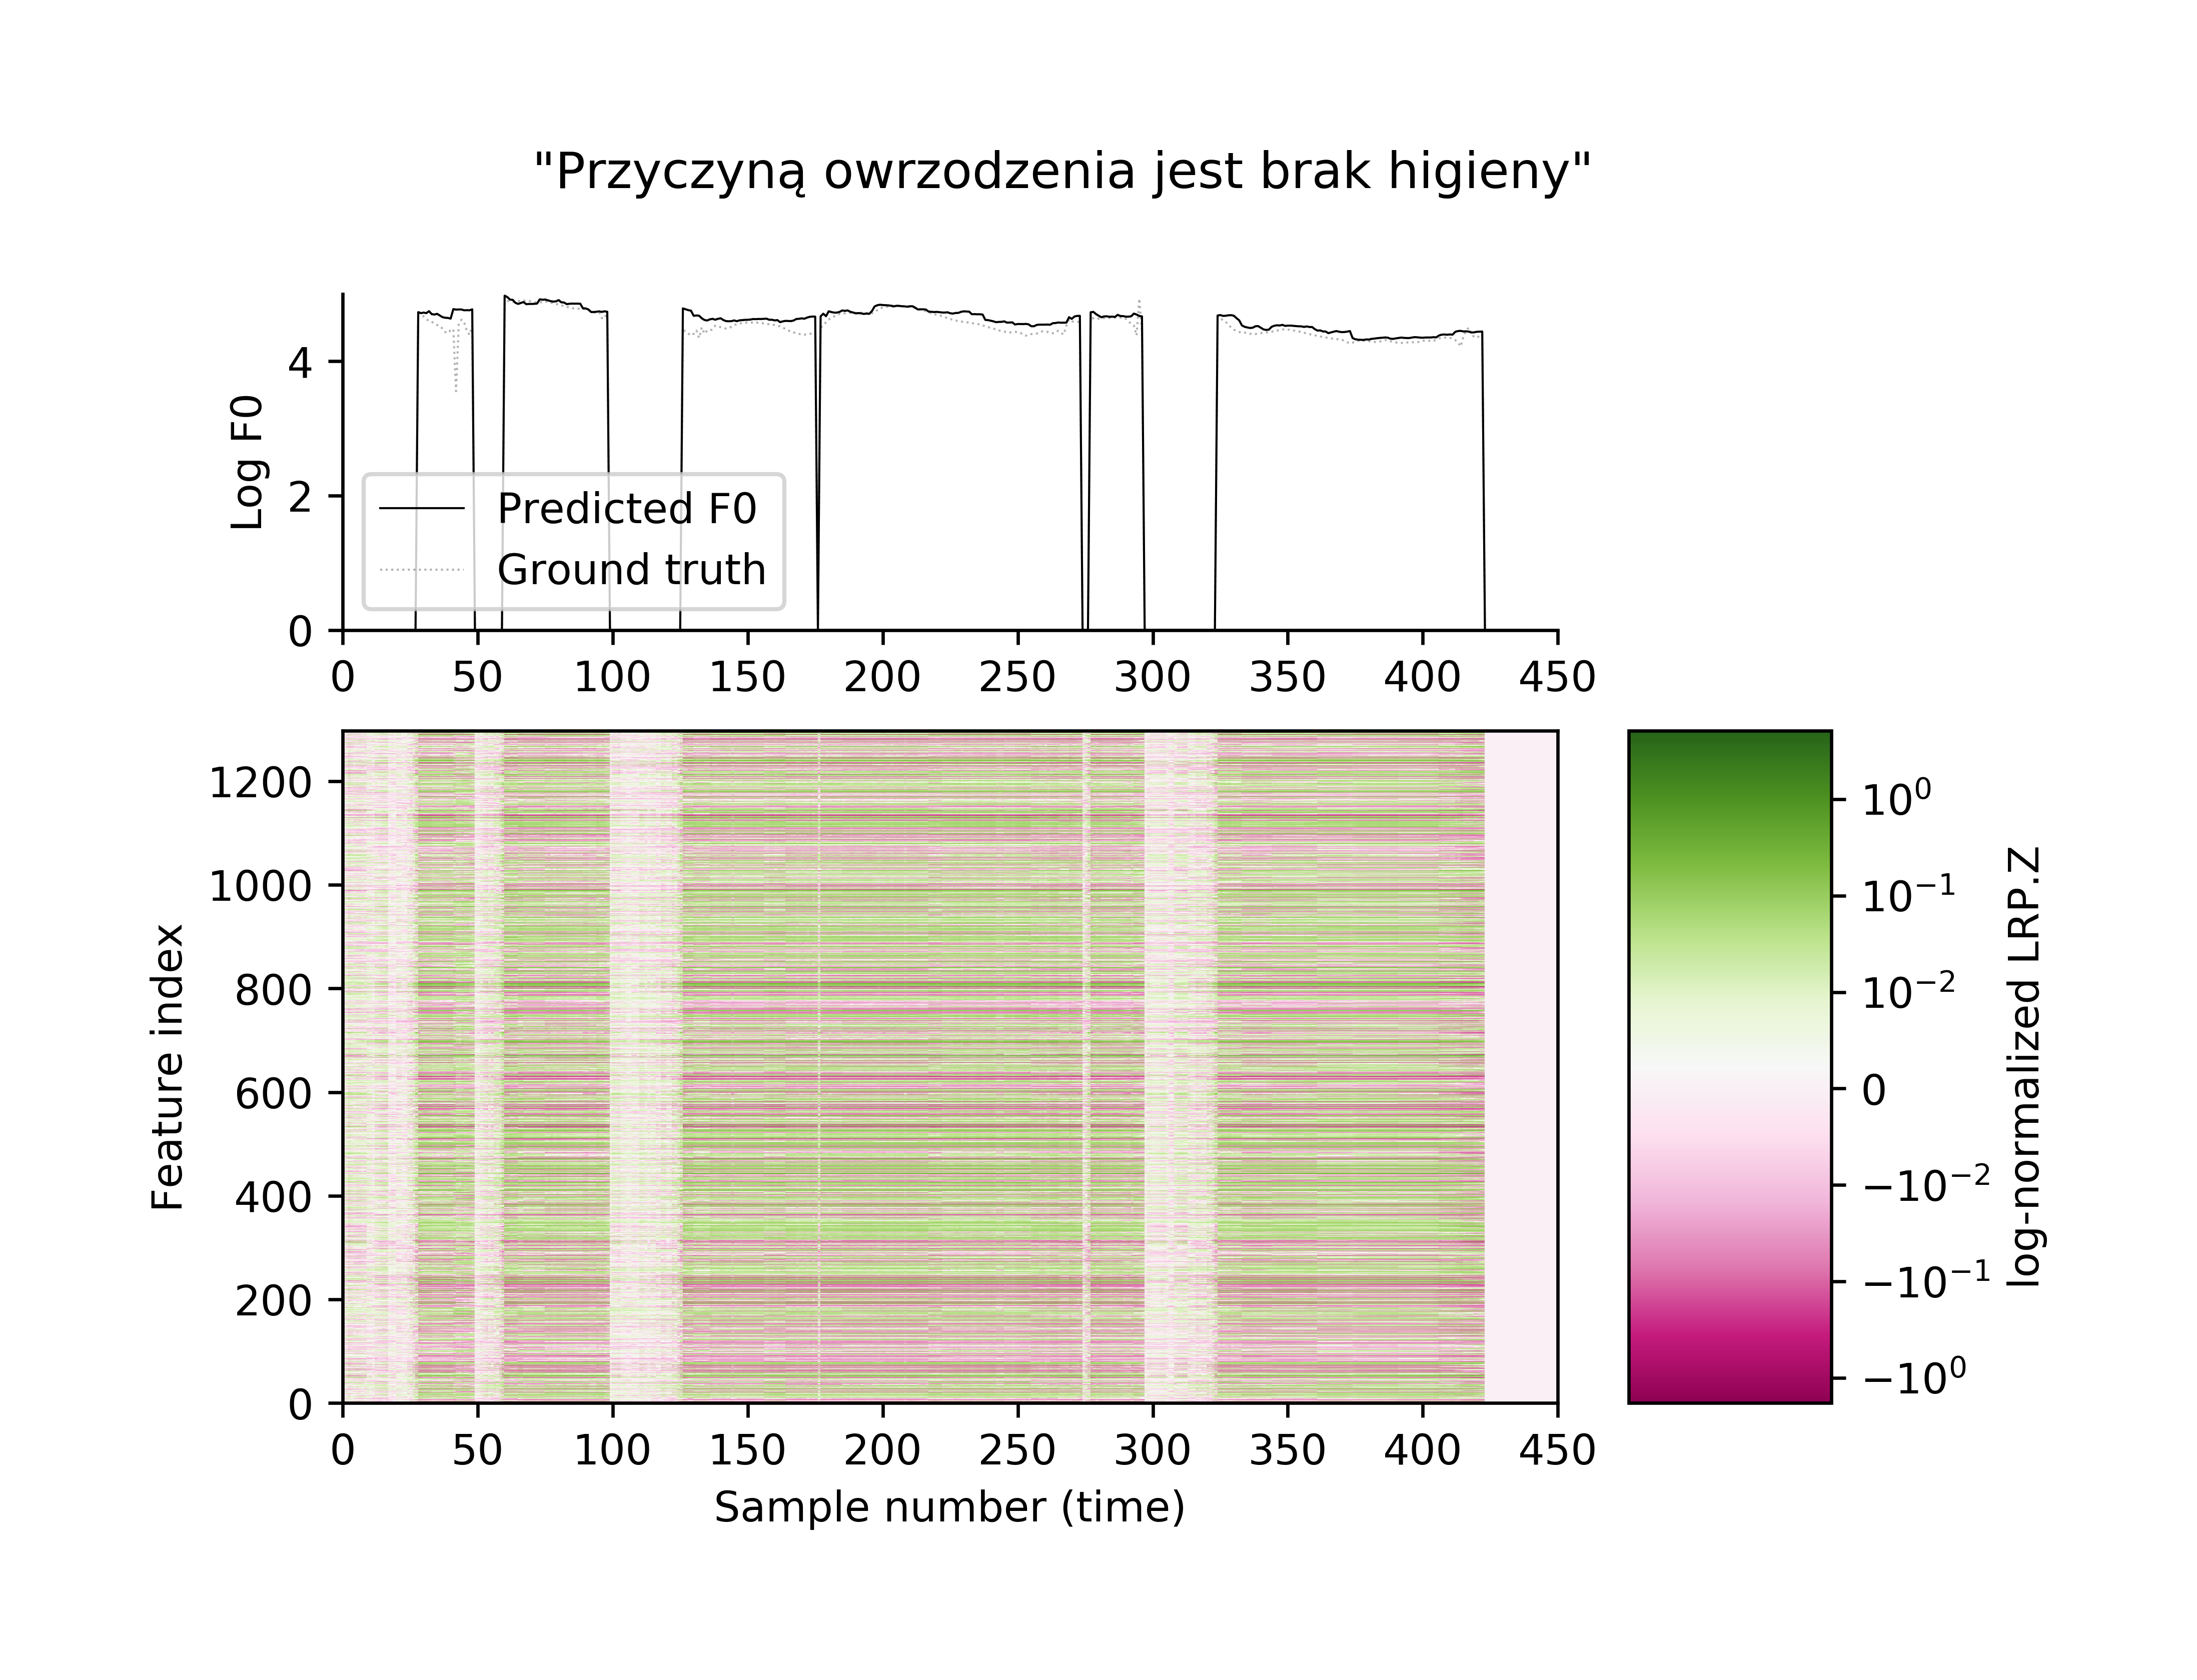 "Przyczyną owrzodzenia jest brak higieny"
Log F0
4
2
0
Predicted F0
Ground truth
0 50 100 150 200 250 300 350 400 450
Feature index
1200
1000
800
600
400
200
0
0 50 100 150 200 250 300 350 400 450
Sample number (time)
10⁰
10⁻¹
10⁻²
0
−10⁻²
−10⁻¹
−10⁰
log-normalized LRP.Z